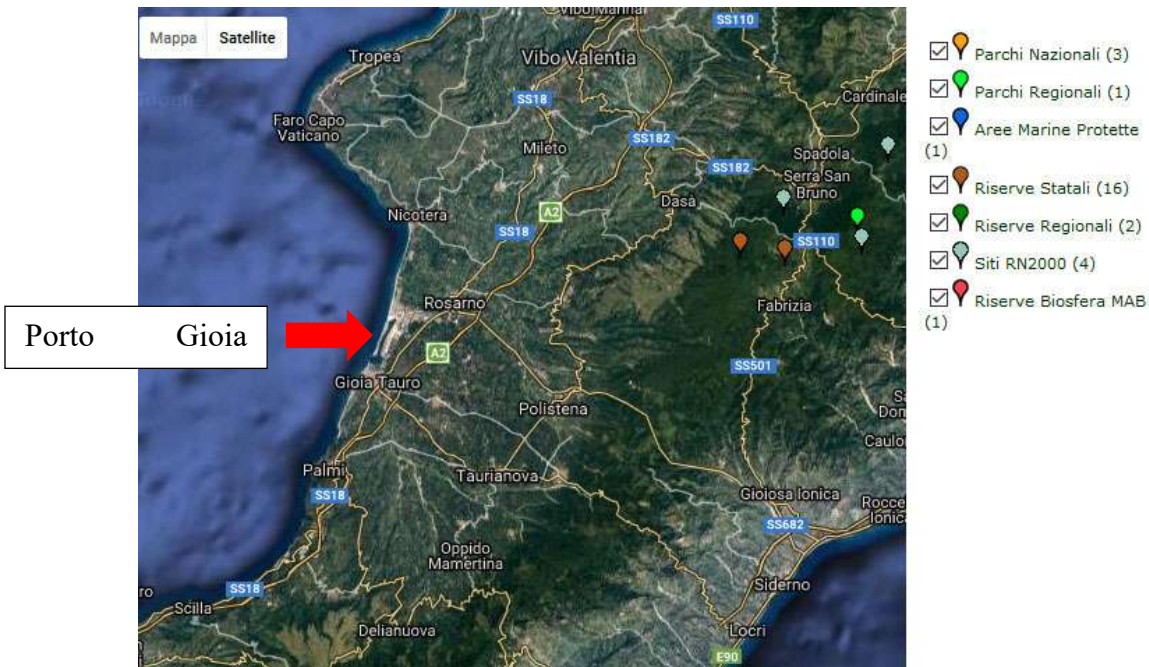 Mappa Satellite
Vibo Marina
SS110
Tropea
Vibo Valentia
SS18
Cardinale
Faro Capo
Vaticano
Mileto
SS182
SS182
Spadola
Serra San
Bruno
Dasà
Nicotera
A2
SS18
SS110
Rosarno
Fabrizia
A2
SS501
Gioia Tauro
Polistena
Palmi
Taurianova
SS18
Gioiosa Ionica
SS682
Oppido
Mamertina
SS18
Scilla
Siderno
Delianuova
Locri
E90
Porto Gioia
Parchi Nazionali (3)
Parchi Regionali (1)
Aree Marine Protette
(1)
Riserve Statali (16)
Riserve Regionali (2)
Siti RN2000 (4)
Riserve Biosfera MAB
(1)